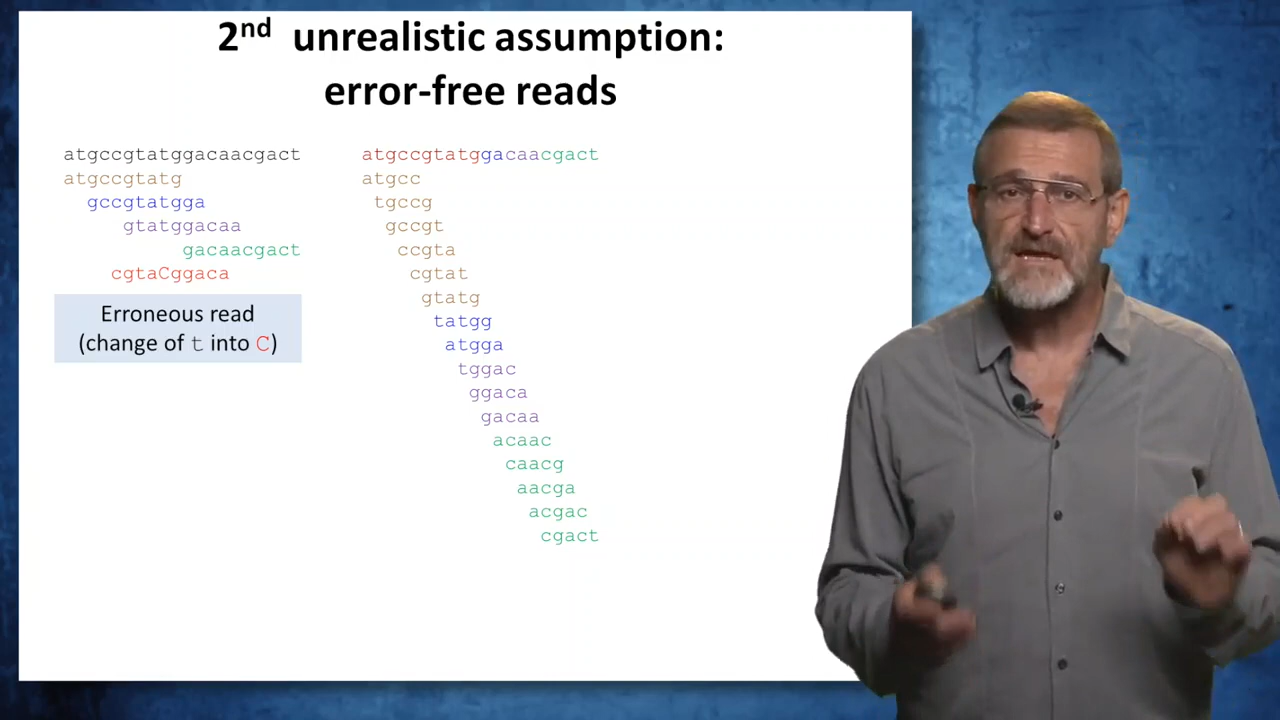 2nd unrealistic assumption:
error-free reads
atgccgtatggacaacgact
atgccgtatg
gccgtatgga
gtatggacaa
gacaacgact
cgtaCggaca
Erroneous read
(change of t into C)
atgccgtatggacaacgact
atgcc
tgccg
gccgt
ccgta
cgtat
gtatg
tatgg
atgga
tggac
ggaca
gacaa
acaac
caacg
aacga
acgac
cgact